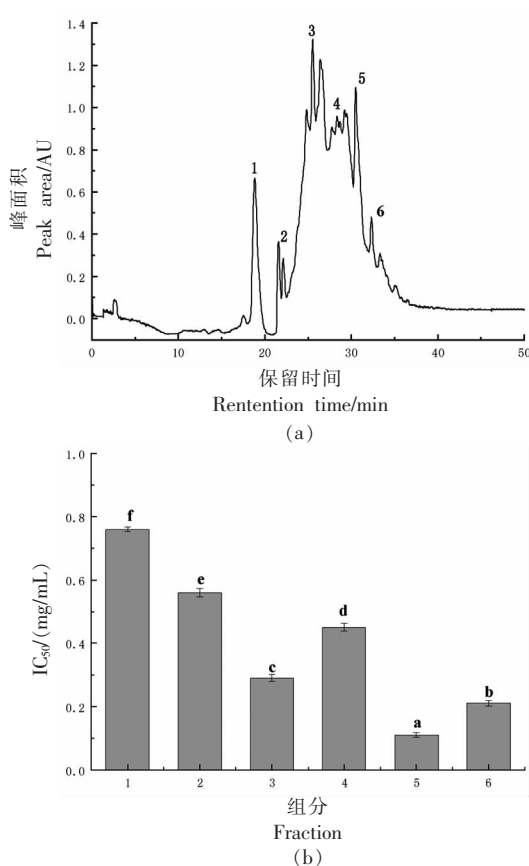 1.4
1.2
1.0
0.8
0.6
0.4
0.2
0.0
峰面积
Peak area/AU
1
2
3
4
5
6
0
10
20
30
40
50
保留时间
Rentention time/min
(a)
1.0
0.8
0.6
0.4
0.2
0.0
IC₅₀/(mg/mL)
f
e
c
d
a
b
1
2
3
4
5
6
组分
Fraction
(b)